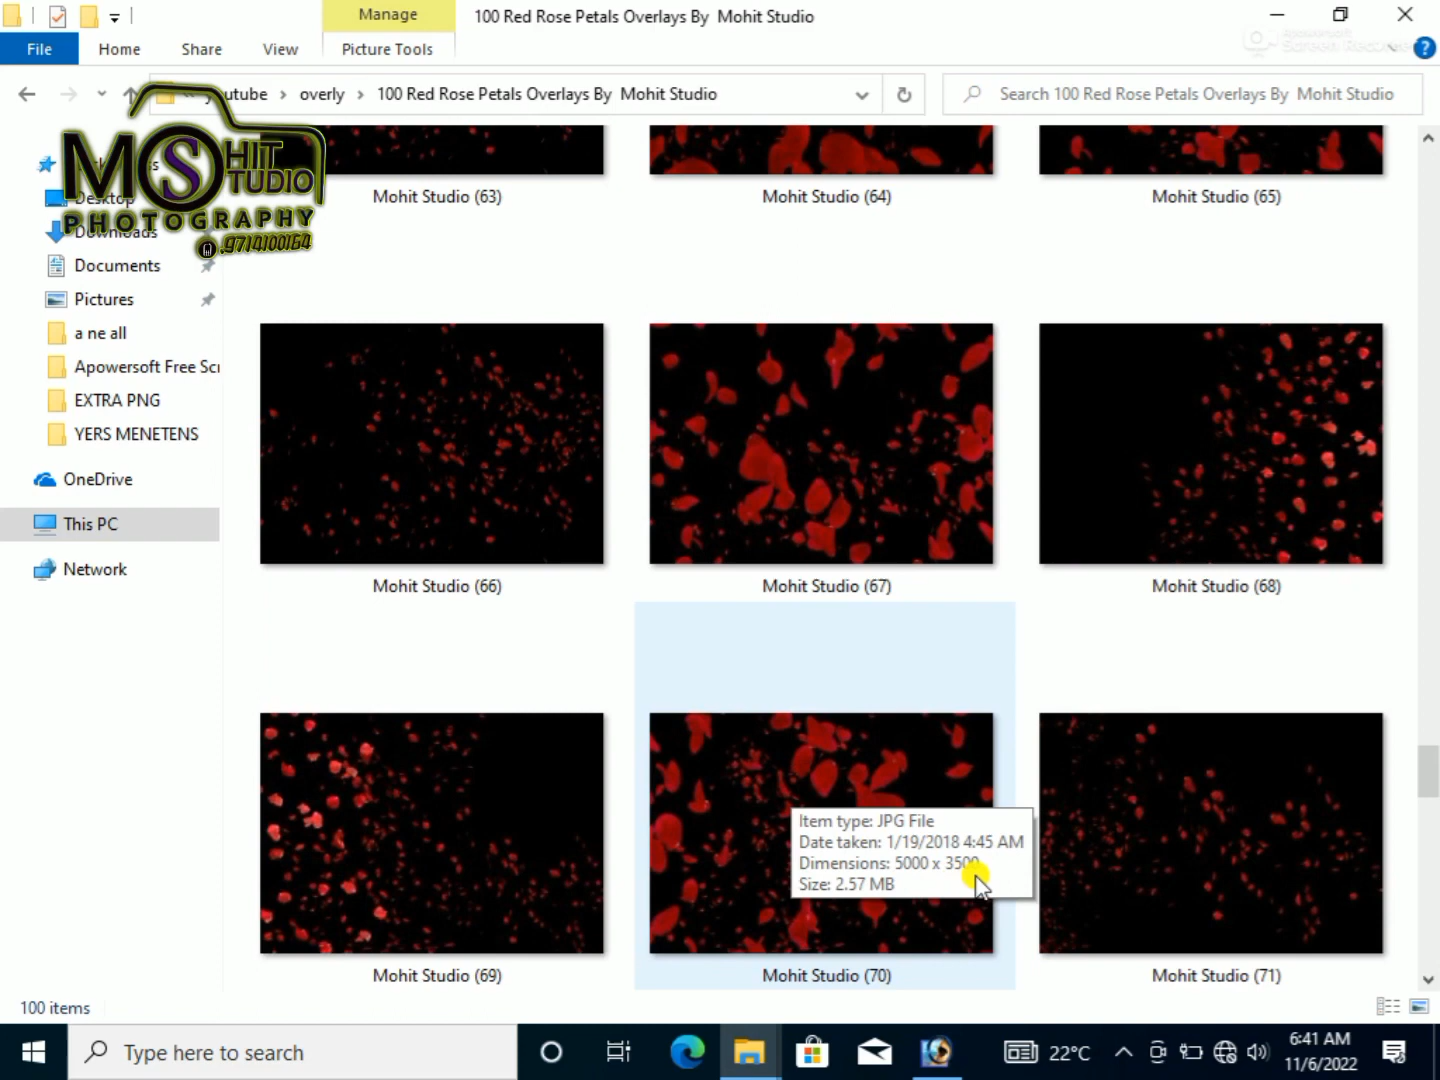 Manage
100 Red Rose Petals Overlays By Mohit Studio
File
Home
Share
View
Picture Tools
overly
100 Red Rose Petals Overlays By Mohit Studio
Search 100 Red Rose Petals Overlays By Mohit Studio
MOHIT STUDIO
PHOTOGRAPHY
Desktop
Downloads
Documents
Pictures
a ne all
Apowersoft Free Scr
EXTRA PNG
YERS MENETENS
OneDrive
This PC
Network
Mohit Studio (63)
Mohit Studio (64)
Mohit Studio (65)
Mohit Studio (66)
Mohit Studio (67)
Mohit Studio (68)
Mohit Studio (69)
Mohit Studio (70)
Mohit Studio (71)
Item type: JPG File
Date taken: 1/19/2018 4:45 AM
Dimensions: 5000 x 3500
Size: 2.57 MB
100 items
Type here to search
22°C
6:41 AM
11/6/2022